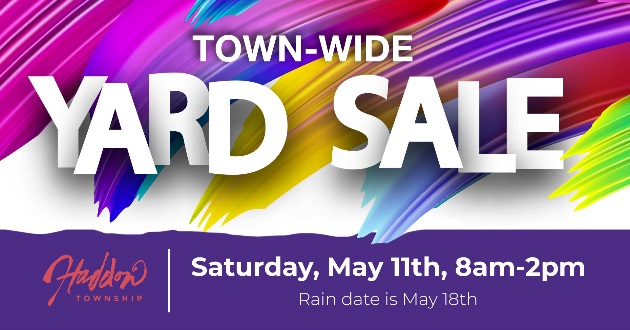 TOWN-WIDE
YARD SALE
Haddon
TOWNSHIP
Saturday, May 11th, 8am-2pm
Rain date is May 18th